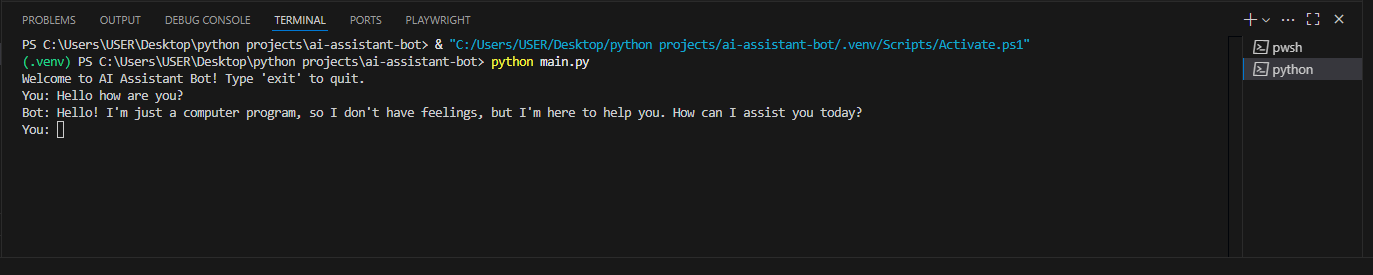 PROBLEMS OUTPUT DEBUG CONSOLE TERMINAL PORTS PLAYWRIGHT
PS C:\Users\USER\Desktop\python projects\ai-assistant-bot> & "C:/Users/USER/Desktop/python projects/ai-assistant-bot/.venv/Scripts/Activate.ps1"
(.venv) PS C:\Users\USER\Desktop\python projects\ai-assistant-bot> python main.py
Welcome to AI Assistant Bot! Type 'exit' to quit.
You: Hello how are you?
Bot: Hello! I'm just a computer program, so I don't have feelings, but I'm here to help you. How can I assist you today?
You:
pwsh
python